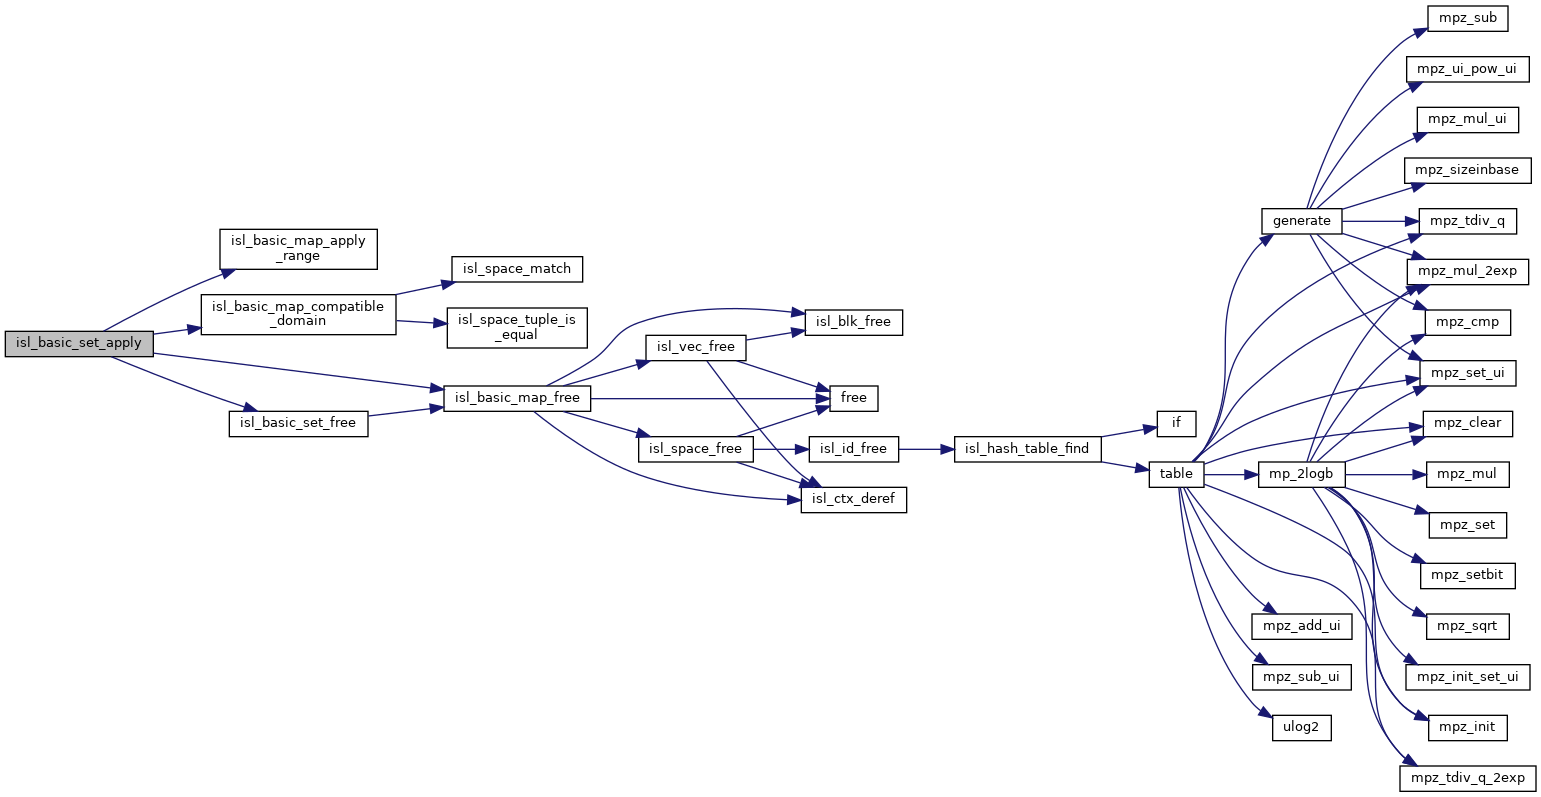 isl_basic_set_apply
isl_basic_map_apply
_range
isl_basic_map_compatible
_domain
isl_basic_set_free
isl_space_match
isl_space_tuple_is
_equal
isl_basic_map_free
isl_vec_free
isl_space_free
isl_blk_free
free
isl_id_free
isl_ctx_deref
isl_hash_table_find
if
table
generate
mp_2logb
mpz_add_ui
mpz_sub_ui
ulog2
mpz_sub
mpz_ui_pow_ui
mpz_mul_ui
mpz_sizeinbase
mpz_tdiv_q
mpz_mul_2exp
mpz_cmp
mpz_set_ui
mpz_clear
mpz_mul
mpz_set
mpz_setbit
mpz_sqrt
mpz_init_set_ui
mpz_init
mpz_tdiv_q_2exp